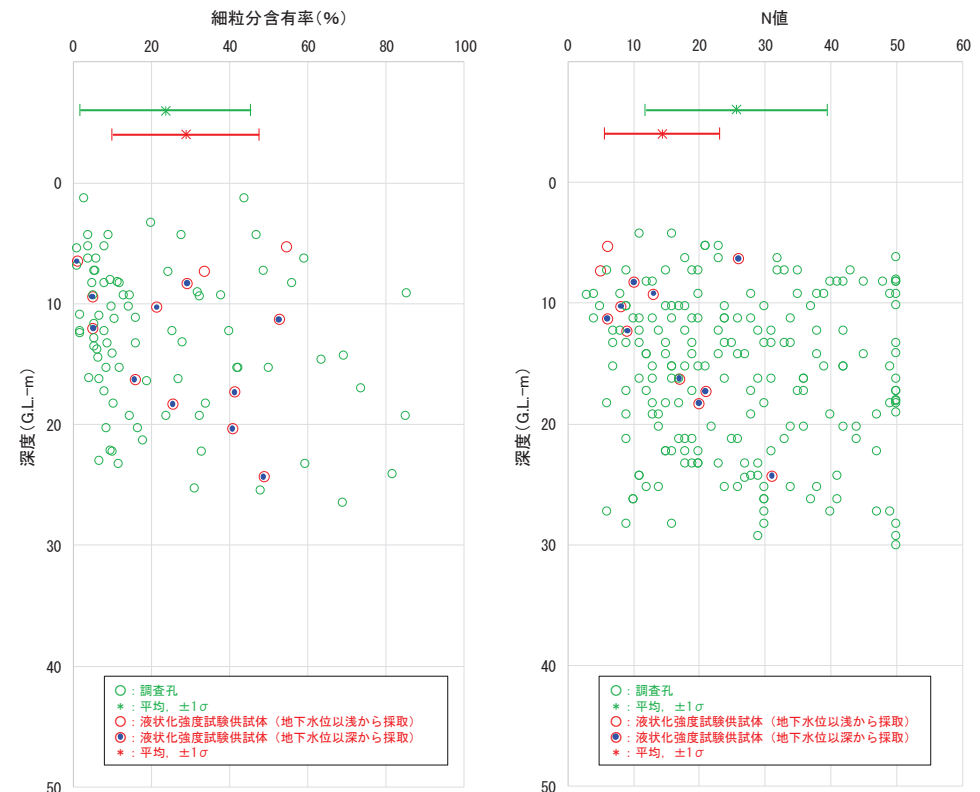 細粒分含有率(%)
0 20 40 60 80 100
0
10
20
30
40
50
深度(G.L.-m)
○：調査孔
*：平均，±1σ
○：液状化強度試験供試体（地下水位以浅から採取）
：液状化強度試験供試体（地下水位以深から採取）
*：平均，±1σ
N値
0 10 20 30 40 50 60
0
10
20
30
40
50
深度(G.L.-m)
○：調査孔
*：平均，±1σ
○：液状化強度試験供試体（地下水位以浅から採取）
：液状化強度試験供試体（地下水位以深から採取）
*：平均，±1σ